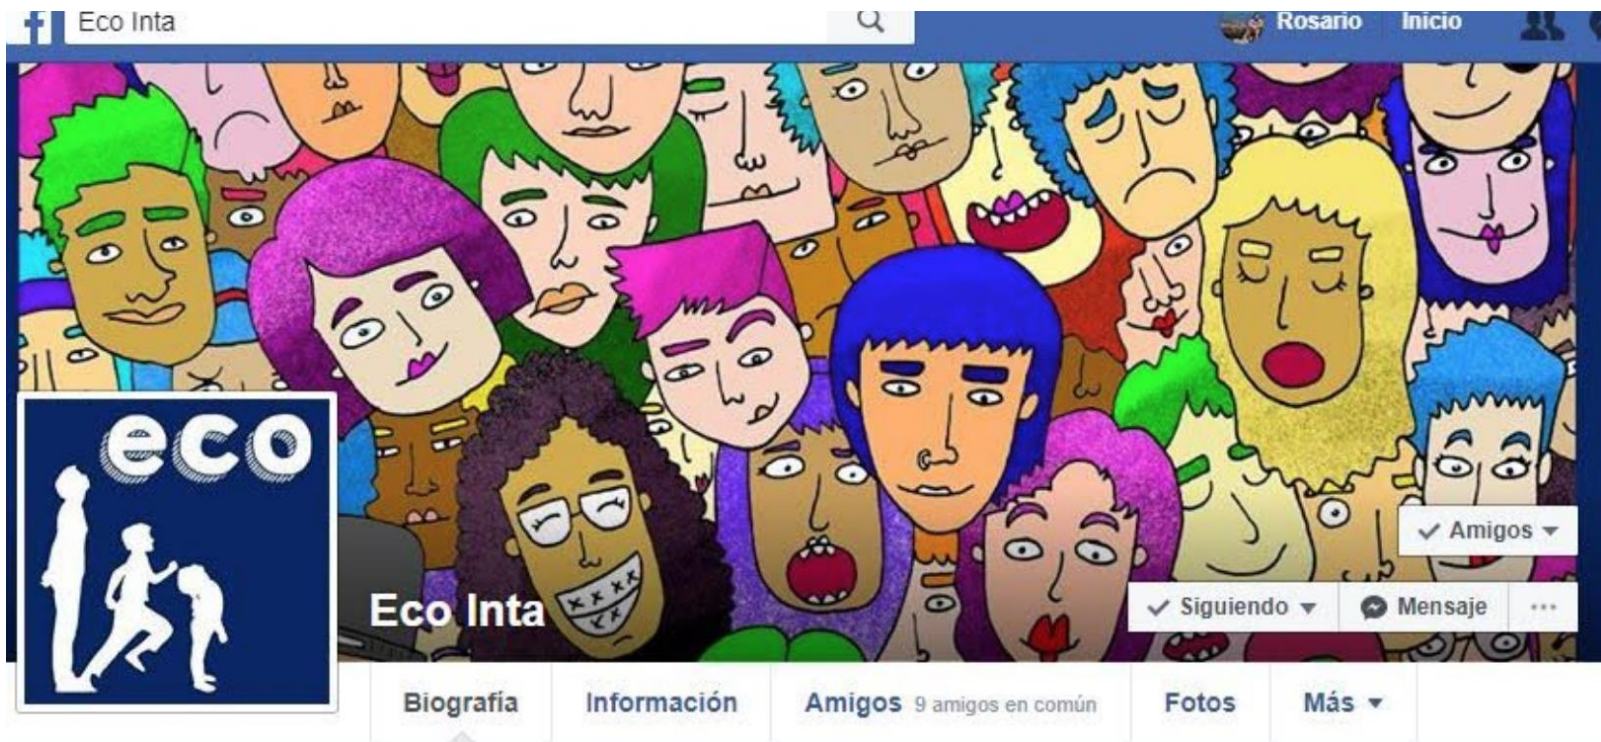 Eco Inta
Rosario Inicio
eco
Amigos
Eco Inta
Siguiendo Mensaje
Biografía Información Amigos 9 amigos en común Fotos Más